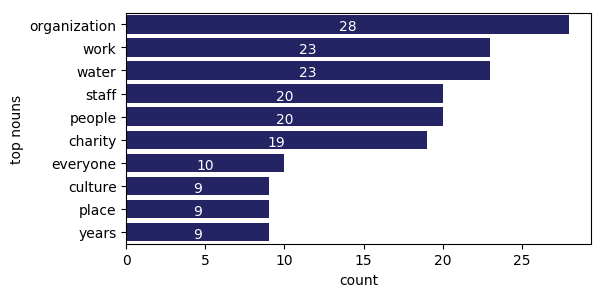 top nouns
organization 28
work 23
water 23
staff 20
people 20
charity 19
everyone 10
culture 9
place 9
years 9
0 5 10 15 20 25
count